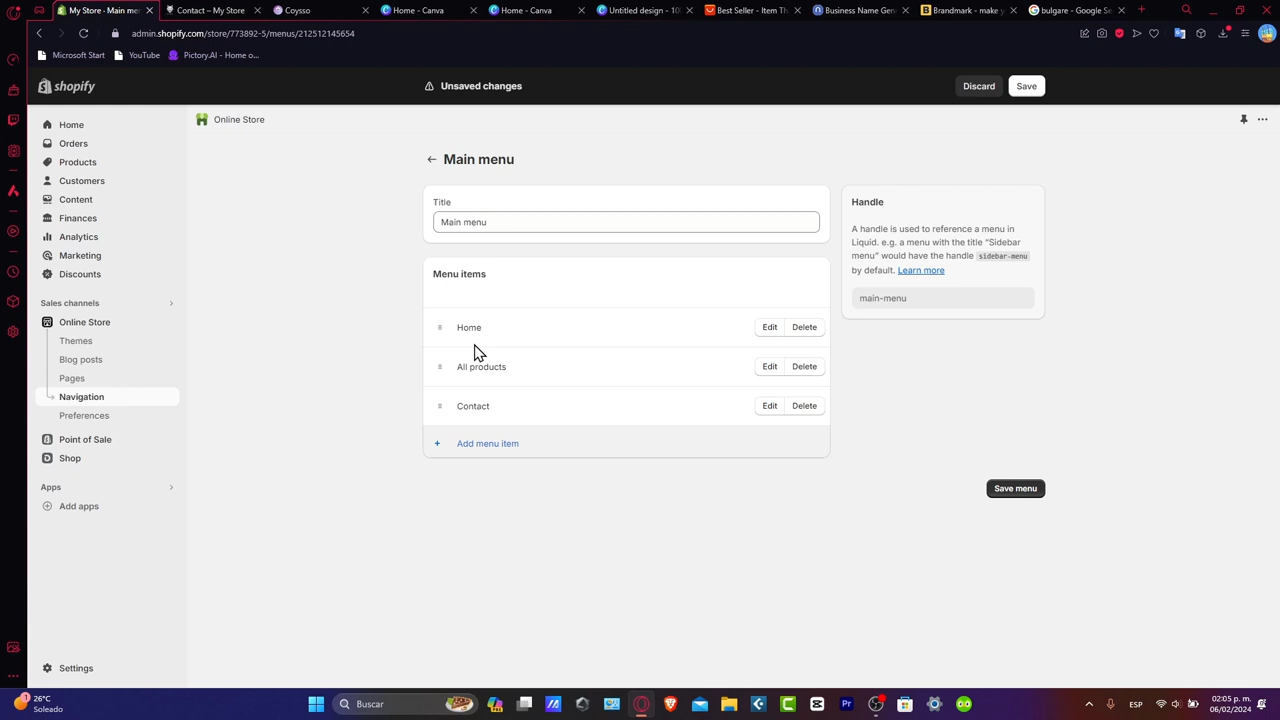 My Store - Main men
Contact – My Store
Coysso
Home - Canva
Home - Canva
Untitled design - 10
Best Seller - Item Th
Business Name Gen
Brandmark - make y
bulgare - Google Se
admin.shopify.com/store/773892-5/menus/212512145654
Microsoft Start
YouTube
Pictory.AI - Home o...
shopify
Unsaved changes
Discard
Save
Home
Orders
Products
Customers
Content
Finances
Analytics
Marketing
Discounts
Sales channels
Online Store
Themes
Blog posts
Pages
Navigation
Preferences
Point of Sale
Shop
Apps
Add apps
Settings
Online Store
Main menu
Title
Main menu
Menu items
Home
Edit
Delete
All products
Edit
Delete
Contact
Edit
Delete
Add menu item
Handle
A handle is used to reference a menu in
Liquid. e.g. a menu with the title “Sidebar
menu” would have the handle sidebar-menu
by default. Learn more
main-menu
Save menu
1
26°C
Soleado
Buscar
ESP
02:05 p. m.
06/02/2024